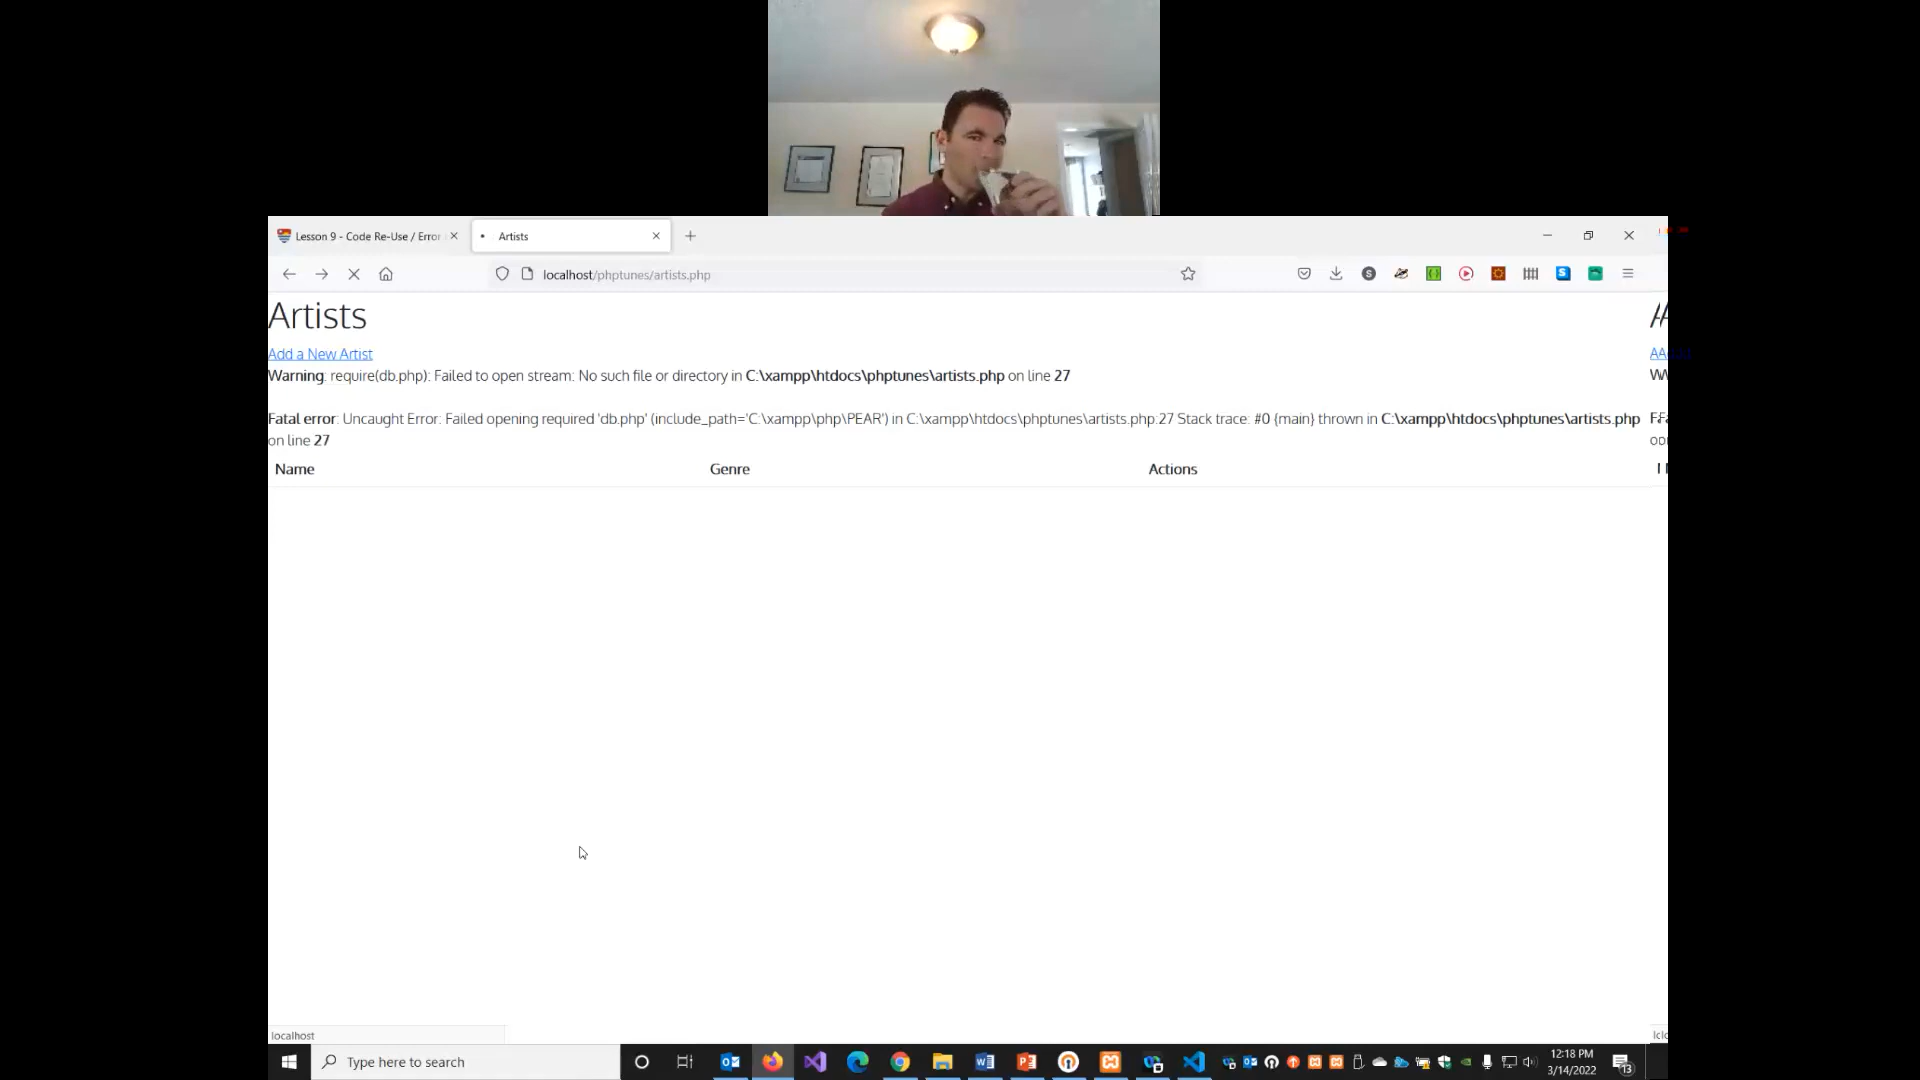 Lesson 9 - Code Re-Use / Error
Artists
localhost/phptunes/artists.php
Artists
Add a New Artist
Warning: require(db.php): Failed to open stream: No such file or directory in C:\xampp\htdocs\phptunes\artists.php on line 27
Fatal error: Uncaught Error: Failed opening required 'db.php' (include_path='C:\xampp\php\PEAR') in C:\xampp\htdocs\phptunes\artists.php:27 Stack trace: #0 {main} thrown in C:\xampp\htdocs\phptunes\artists.php
on line 27
Name Genre Actions
localhost
Type here to search
12:18 PM
3/14/2022
13